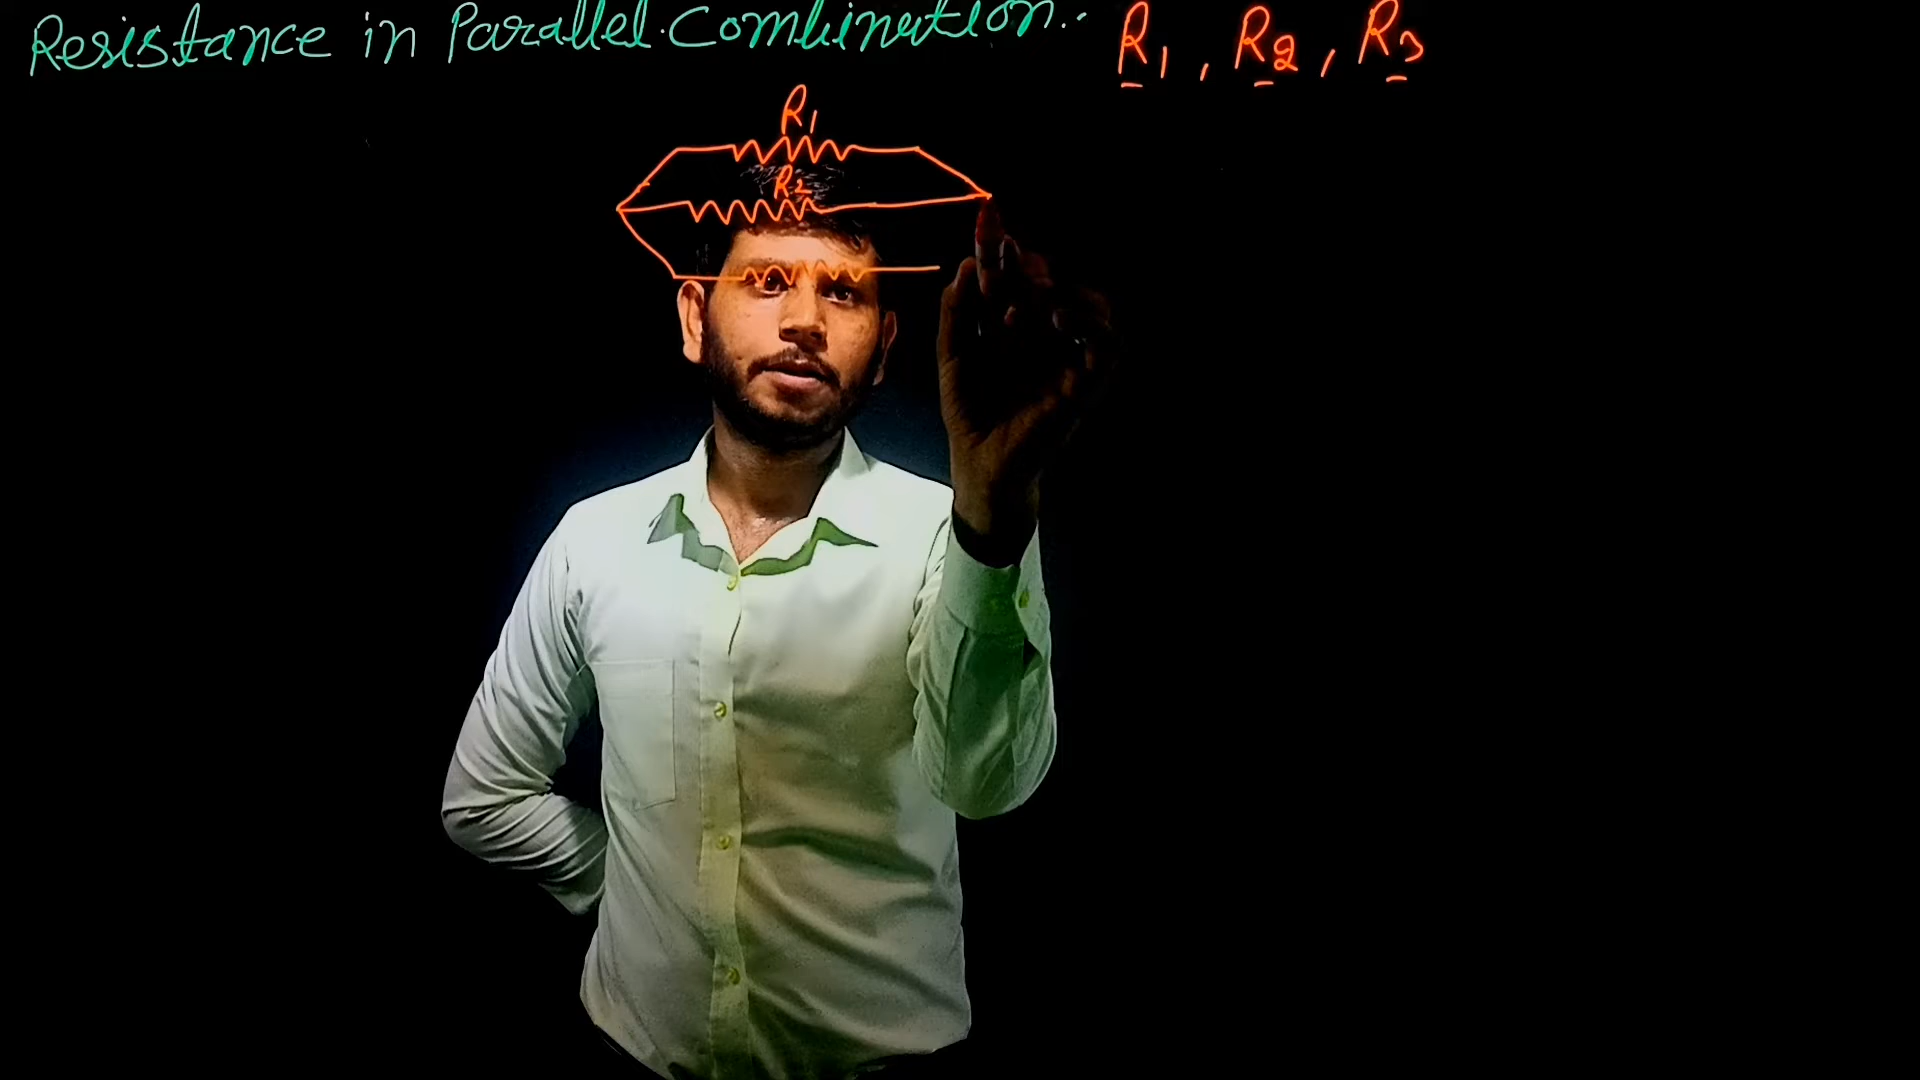 Resistance in Parallel Combination:- R1, R2, R3
R1
R2